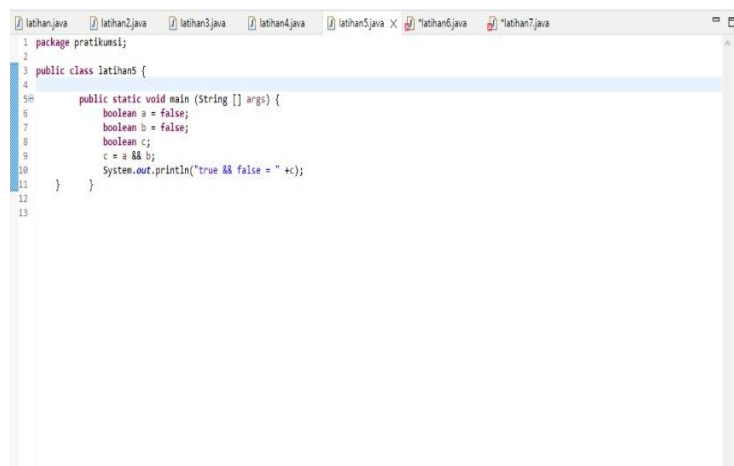 latihan.java latihan2.java latihan3.java latihan4.java latihan5.java *latihan6.java *latihan7.java
1 package pratikumsi;
2
3 public class latihan5 {
4
5 public static void main (String [] args) {
6 boolean a = false;
7 boolean b = false;
8 boolean c;
9 c = a && b;
10 System.out.println("true && false = " +c);
11 } }
12
13